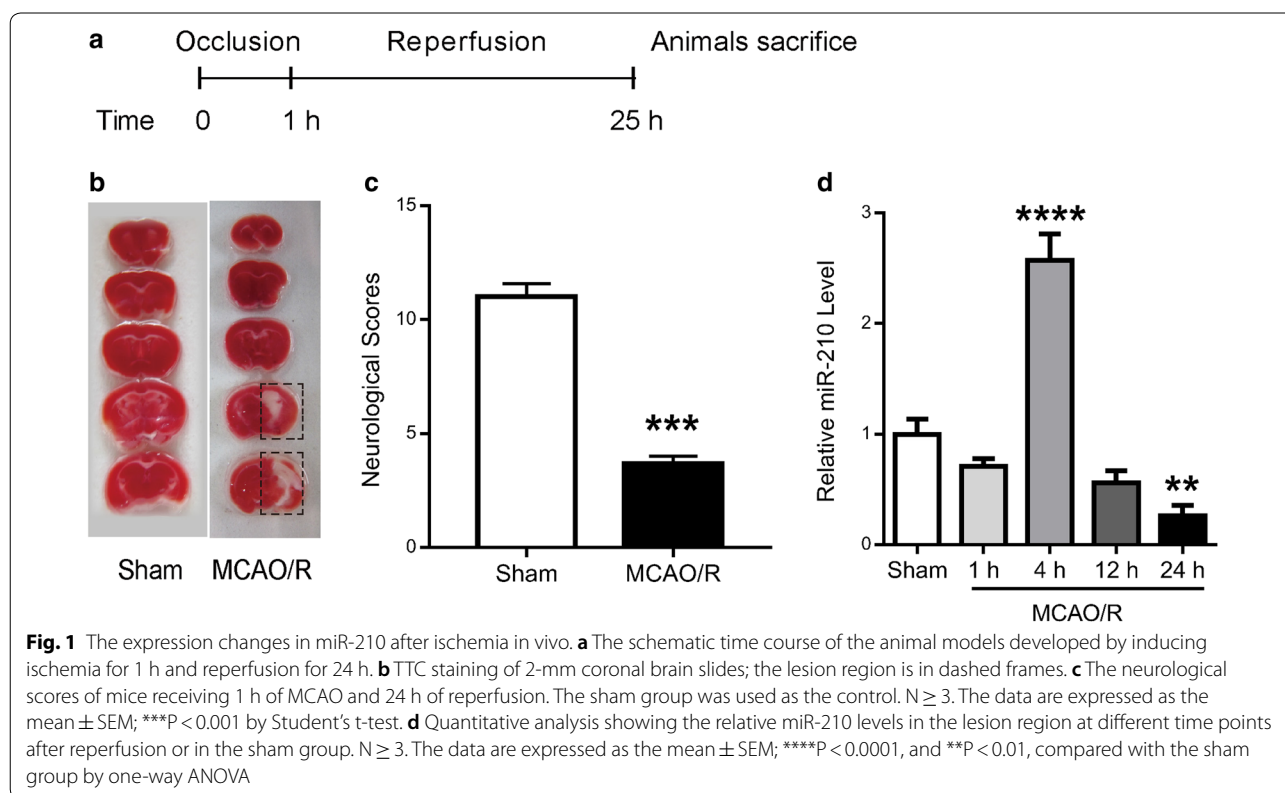 a
Occlusion Reperfusion Animals sacrifice
Time 0 1 h 25 h
b
Sham MCAO/R
c
Neurological Scores
15
10
5
0
***
Sham MCAO/R
d
Relative miR-210 Level
3
2
1
0
****
**
Sham 1 h 4 h 12 h 24 h
MCAO/R
Fig. 1 The expression changes in miR-210 after ischemia in vivo. a The schematic time course of the animal models developed by inducing
ischemia for 1 h and reperfusion for 24 h. b TTC staining of 2-mm coronal brain slides; the lesion region is in dashed frames. c The neurological
scores of mice receiving 1 h of MCAO and 24 h of reperfusion. The sham group was used as the control. N ≥ 3. The data are expressed as the
mean ± SEM; ***P < 0.001 by Student's t-test. d Quantitative analysis showing the relative miR-210 levels in the lesion region at different time points
after reperfusion or in the sham group. N ≥ 3. The data are expressed as the mean ± SEM; ****P < 0.0001, and **P < 0.01, compared with the sham
group by one-way ANOVA